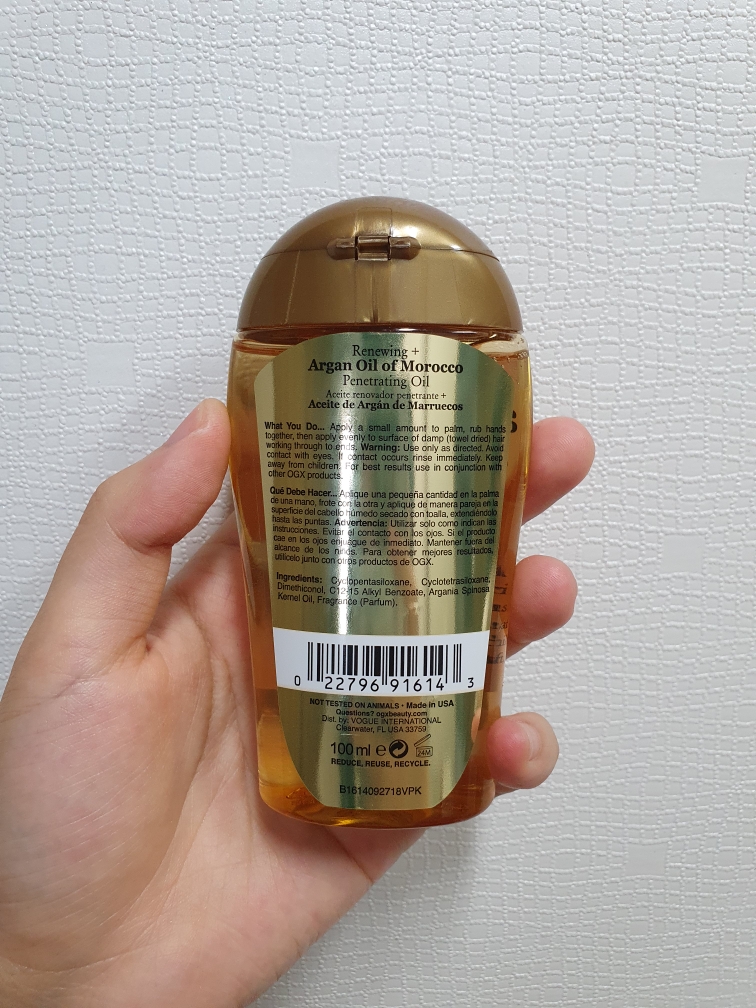 Renewing +
Argan Oil of Morocco
Penetrating Oil
Aceite renovador penetrante +
Aceite de Argán de Marruecos
What You Do... Apply a small amount to palm, rub hands
together, then apply evenly to surface of damp (towel dried) hair
working through to ends. Warning: Use only as directed. Avoid
contact with eyes. If contact occurs rinse immediately. Keep
away from children. For best results use in conjunction with
other OGX products.
Qué Debe Hacer... Aplique una pequeña cantidad en la palma
de una mano, frote con la otra y aplique de manera pareja en la
superficie del cabello húmedo secado con toalla, extendiéndolo
hasta las puntas. Advertencia: Utilizar solo como indican las
instrucciones. Evitar el contacto con los ojos. Si el producto
cae en los ojos enjuague de inmediato. Mantener fuera del
alcance de los niños. Para obtener mejores resultados,
utilícelo junto con otros productos de OGX.
Ingredients: Cyclopentasiloxane, Cyclotetrasiloxane,
Dimethiconol, C12-15 Alkyl Benzoate, Argania Spinosa
Kernel Oil, Fragrance (Parfum).
0 22796 91614 3
NOT TESTED ON ANIMALS • Made in USA
Questions? ogxbeauty.com
Dist. by: VOGUE INTERNATIONAL
Clearwater, FL USA 33759
100 ml e 24M
REDUCE, REUSE, RECYCLE.
B1614092718VPK